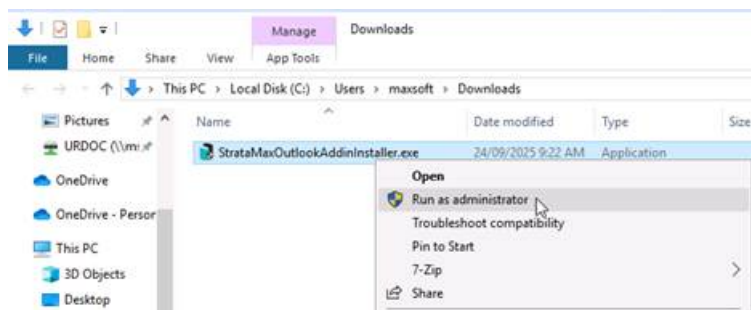 Manage Downloads
File Home Share View App Tools
This PC > Local Disk (C:) > Users > maxsoft > Downloads
Pictures
URDOC (\\m
OneDrive
OneDrive - Person
This PC
3D Objects
Desktop
Name Date modified Type Size
StrataMaxOutlookAddinInstaller.exe 24/09/2025 9:22 AM Application
Open
Run as administrator
Troubleshoot compatibility
Pin to Start
7-Zip
Share